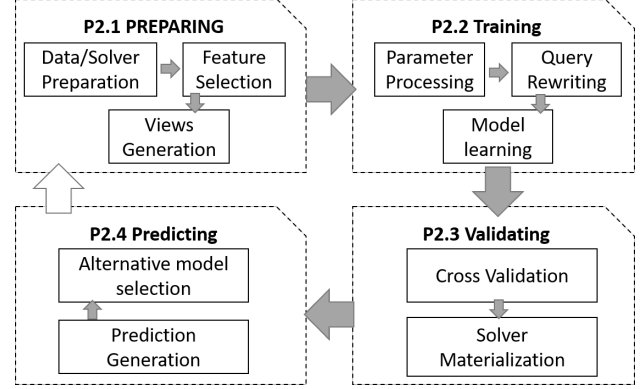 P2.1 PREPARING
Data/Solver
Preparation
Feature
Selection
Views
Generation
P2.2 Training
Parameter
Processing
Query
Rewriting
Model
learning
P2.3 Validating
Cross Validation
Solver
Materialization
P2.4 Predicting
Alternative model
selection
Prediction
Generation